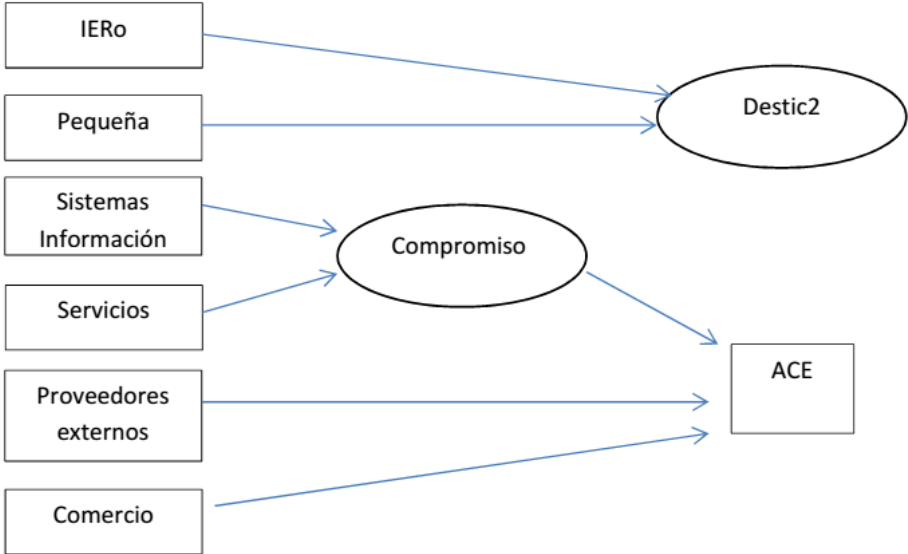 IERo
Pequeña
Destic2
Sistemas
Información
Compromiso
Servicios
ACE
Proveedores
externos
Comercio